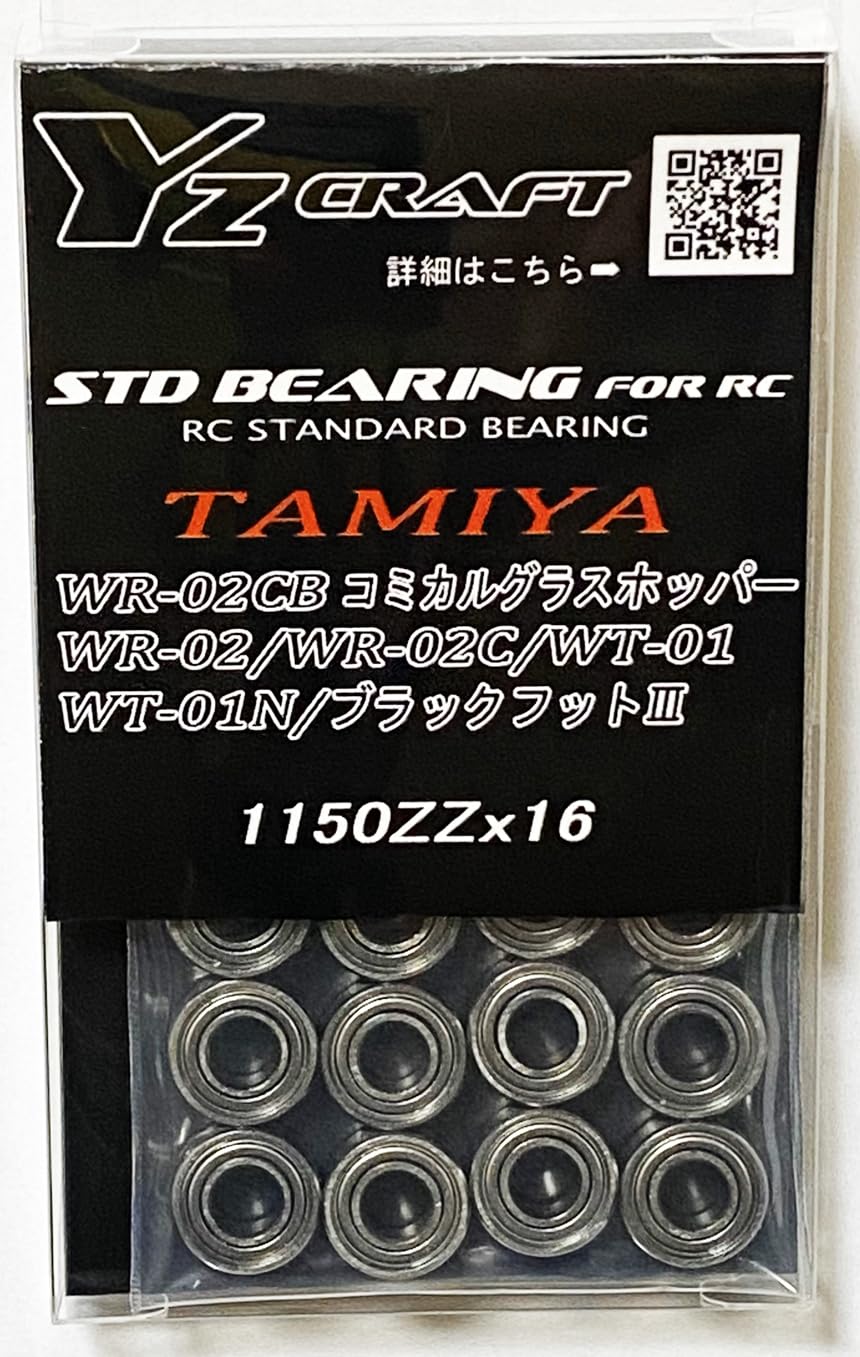 Yz CRAFT
詳細はこちら➡
STD BEARING FOR RC
RC STANDARD BEARING
TAMIYA
WR-02CB コミカルグラスホッパー
WR-02/WR-02C/WT-01
WT-01N/ブラックフットⅢ
1150ZZx16